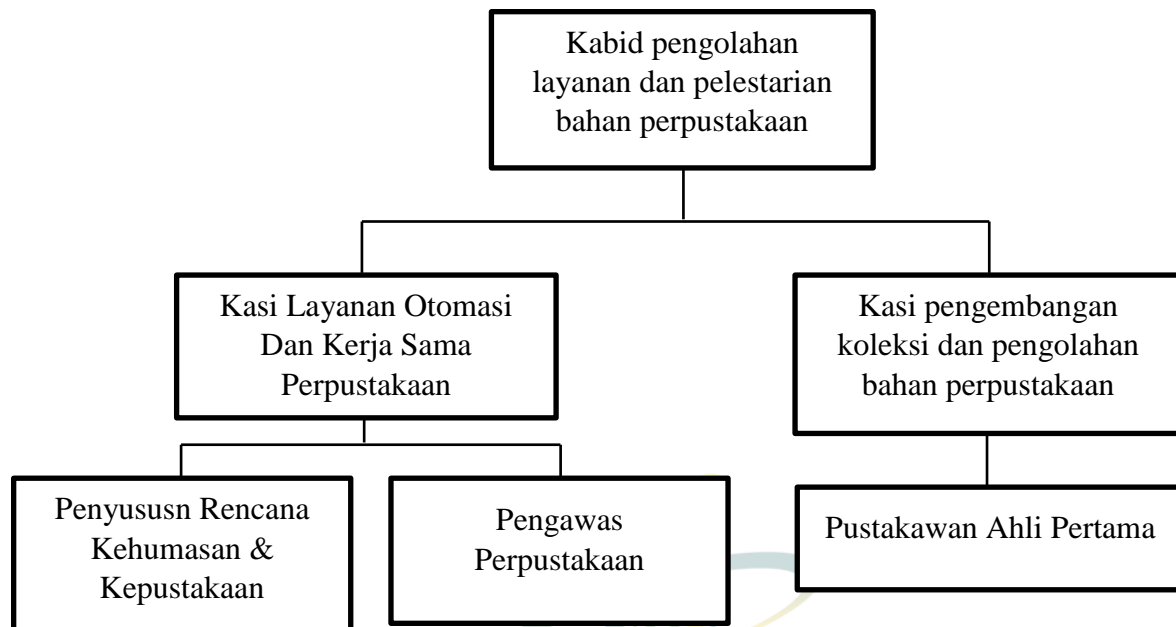 Kabid pengolahan
layanan dan pelestarian
bahan perpustakaan
Kasi Layanan Otomasi
Dan Kerja Sama
Perpustakaan
Kasi pengembangan
koleksi dan pengolahan
bahan perpustakaan
Penyususn Rencana
Kehumasan &
Kepustakaan
Pengawas
Perpustakaan
Pustakawan Ahli Pertama